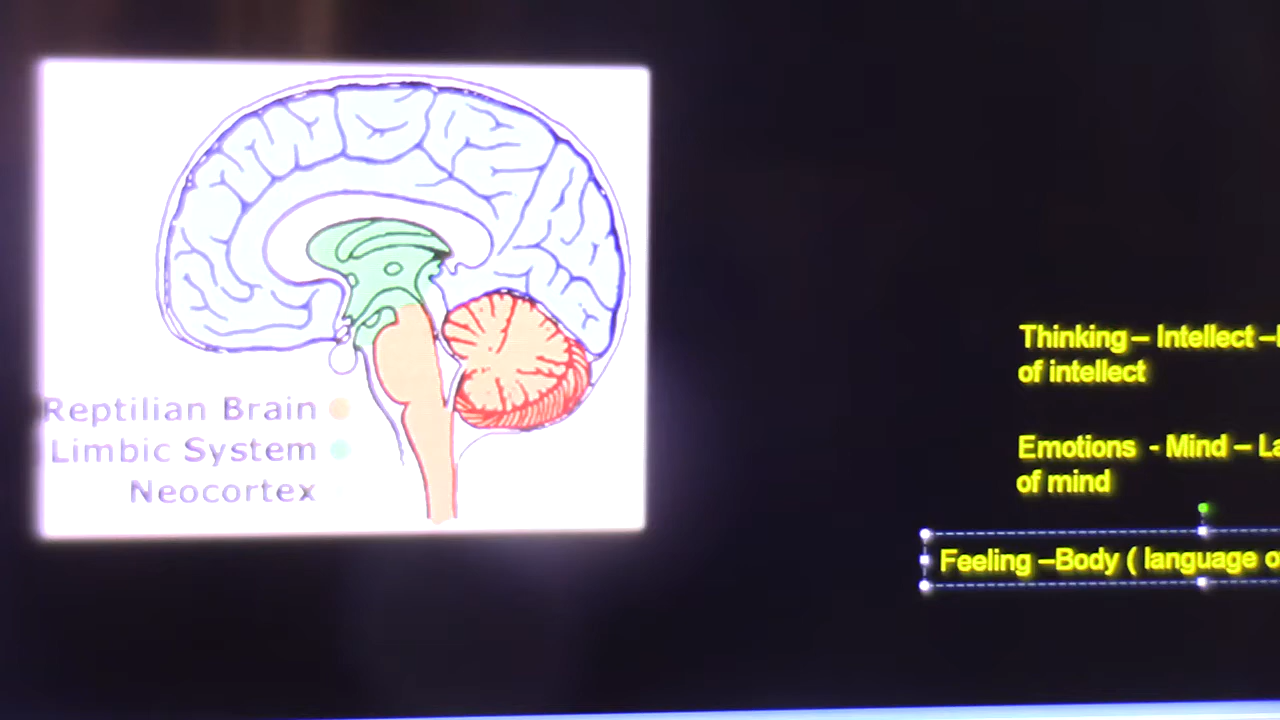 Reptilian Brain
Limbic System
Neocortex
Thinking – Intellect –
of intellect
Emotions - Mind –
of mind
Feeling –Body ( language